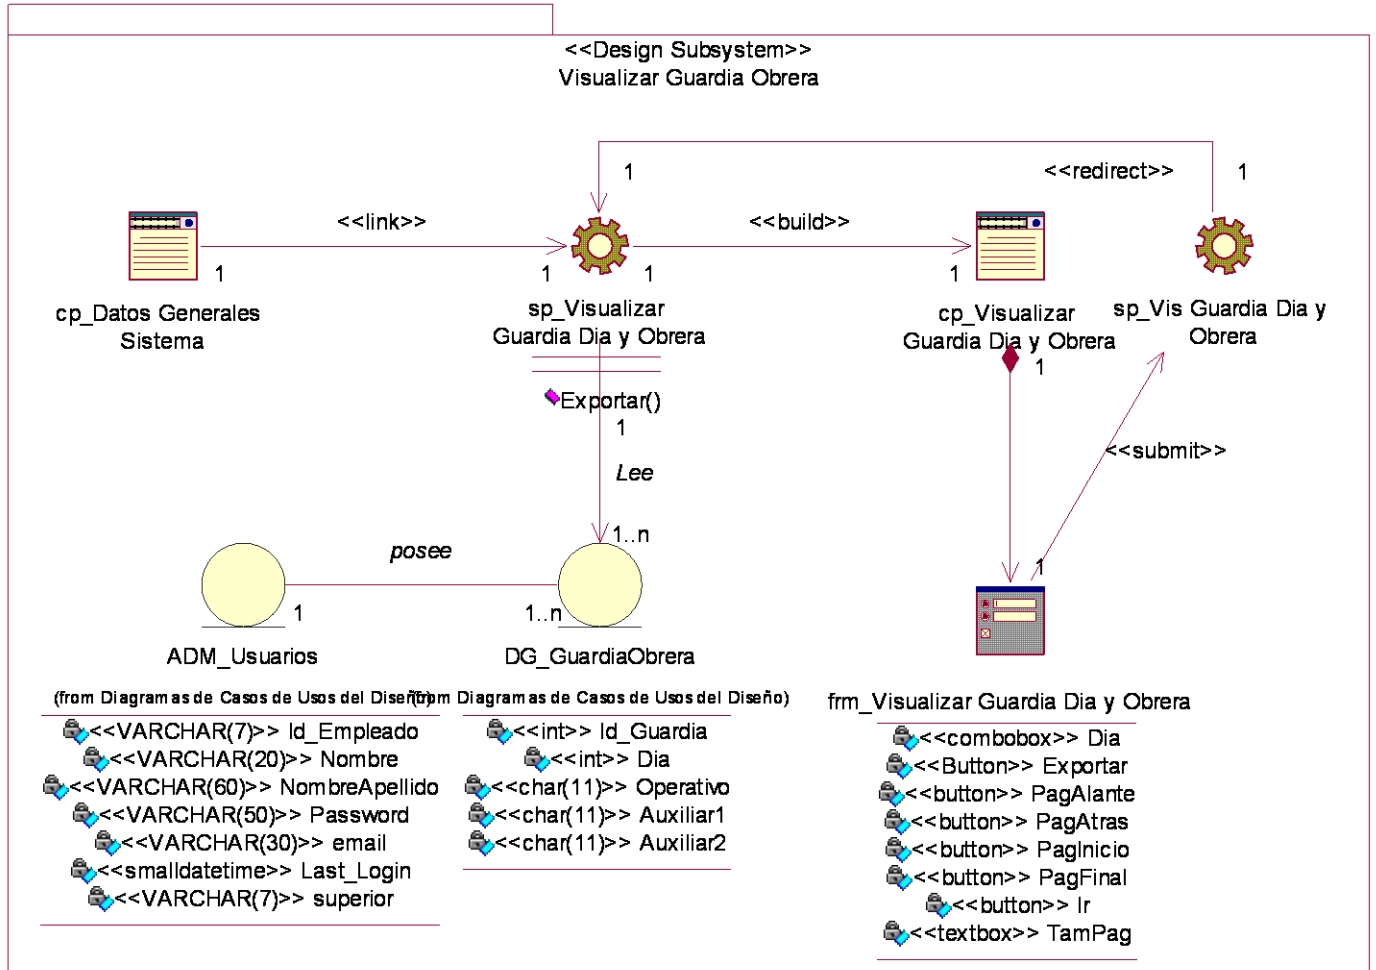 <<Design Subsystem>>
Visualizar Guardia Obrera
1
<<redirect>>
1
<<link>>
<<build>>
1
1
1
1
cp_Datos Generales
Sistema
sp_Visualizar
Guardia Dia y Obrera
cp_Visualizar
Guardia Dia y Obrera
sp_Vis Guardia Dia y
Obrera
1
Exportar()
1
Lee
<<submit>>
1..n
posee
1
1
1..n
ADM_Usuarios
DG_GuardiaObrera
(from Diagramas de Casos de Usos del Diseño)
(from Diagramas de Casos de Usos del Diseño)
frm_Visualizar Guardia Dia y Obrera
<<VARCHAR(7)>> Id_Empleado
<<VARCHAR(20)>> Nombre
<<VARCHAR(60)>> NombreApellido
<<VARCHAR(50)>> Password
<<VARCHAR(30)>> email
<<smalldatetime>> Last_Login
<<VARCHAR(7)>> superior
<<int>> Id_Guardia
<<int>> Dia
<<char(11)>> Operativo
<<char(11)>> Auxiliar1
<<char(11)>> Auxiliar2
<<combobox>> Dia
<<Button>> Exportar
<<button>> PagAlante
<<button>> PagAtras
<<button>> PagInicio
<<button>> PagFinal
<<button>> Ir
<<textbox>> TamPag